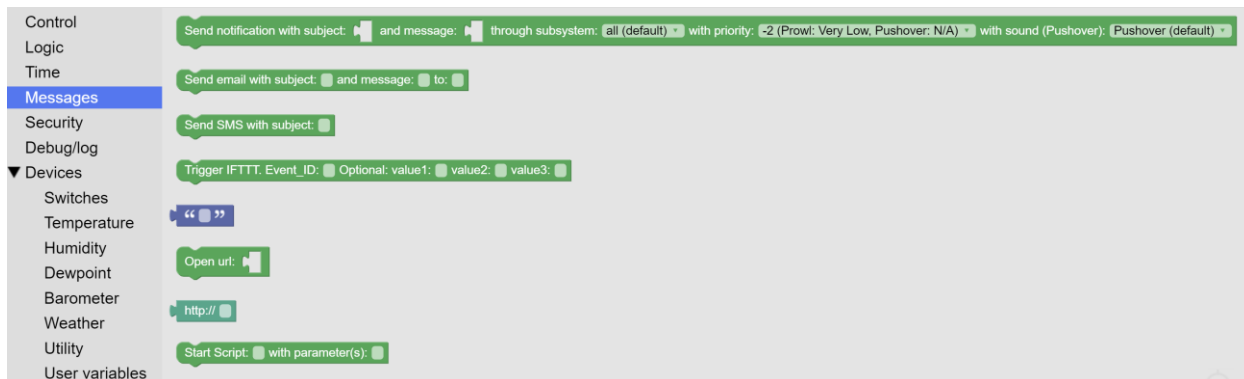 Control
Logic
Time
Messages
Security
Debug/log
▼ Devices
Switches
Temperature
Humidity
Dewpoint
Barometer
Weather
Utility
User variables
Send notification with subject: and message: through subsystem: all (default) ▾ with priority: -2 (Prowl: Very Low, Pushover: N/A) ▾ with sound (Pushover): Pushover (default) ▾
Send email with subject: and message: to:
Send SMS with subject:
Trigger IFTTT. Event_ID: Optional: value1: value2: value3:
“ ”
Open url:
http://
Start Script: with parameter(s):